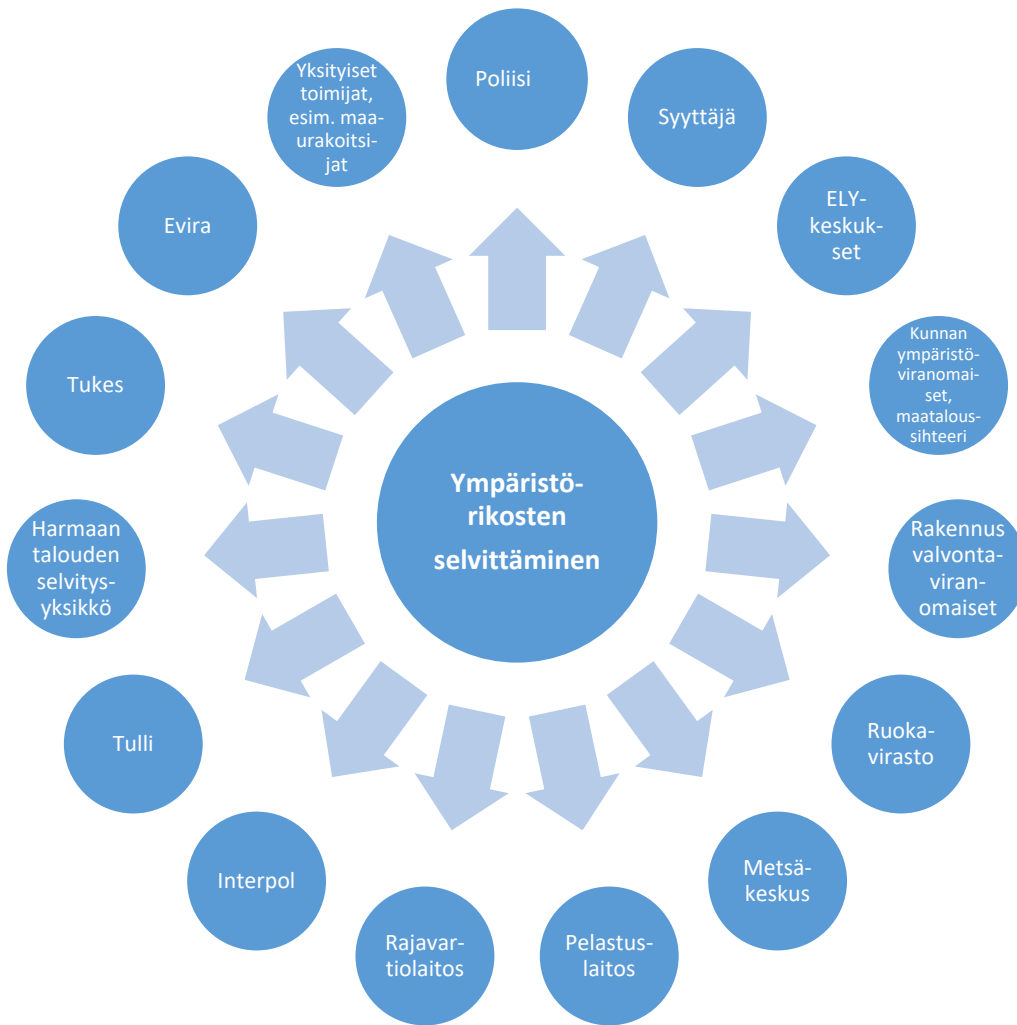 Ympäristö-
rikosten
selvittäminen
Poliisi
Syyttäjä
ELY-
keskuk-
set
Kunnan
ympäristö-
viranomai-
set,
maatalous-
sihteeri
Rakennus
valvonta-
viran-
omaiset
Ruoka-
virasto
Metsä-
keskus
Pelastus-
laitos
Rajavar-
tiolaitos
Interpol
Tulli
Harmaan
talouden
selvitys-
yksikkö
Tukes
Evira
Yksityiset
toimijat,
esim. maa-
urakoitsi-
jat